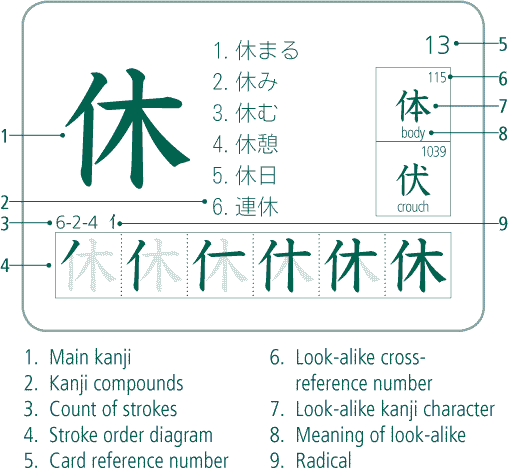 休
1. 休まる
2. 休み
3. 休む
4. 休憩
5. 休日
6. 連休
13
115
体
body
1039
伏
crouch
6-2-4 亻
休 休 休 休 休 休
1
2
3
4
5
6
7
8
9
1. Main kanji
2. Kanji compounds
3. Count of strokes
4. Stroke order diagram
5. Card reference number
6. Look-alike cross-
reference number
7. Look-alike kanji character
8. Meaning of look-alike
9. Radical